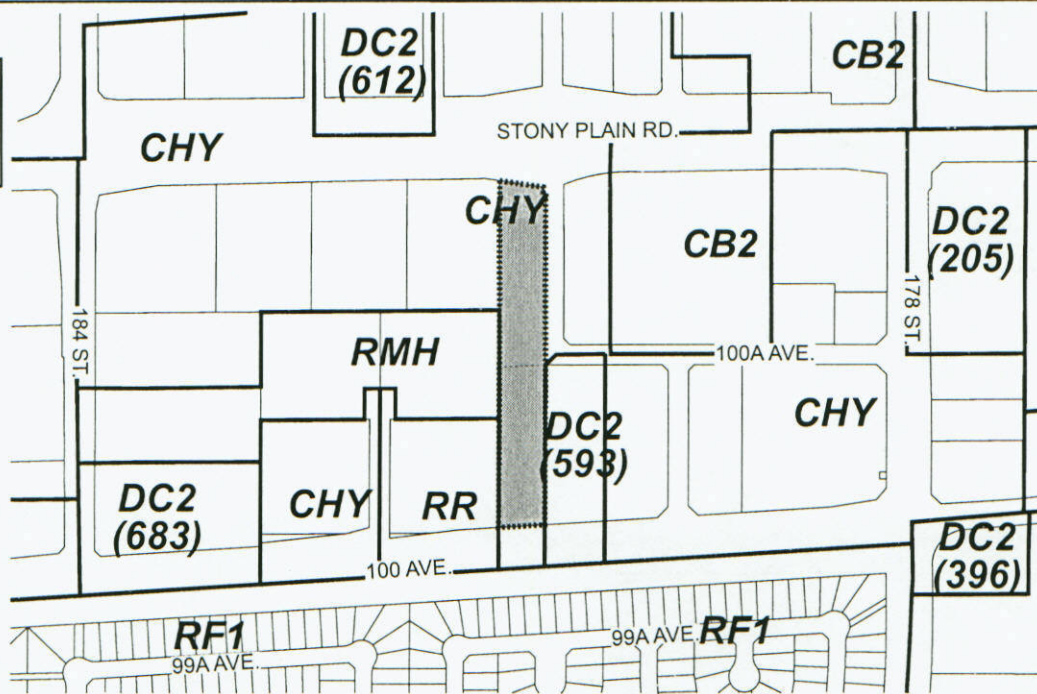 DC2
(612)
CB2
STONY PLAIN RD.
CHY
CHY
CB2
DC2
(205)
184 ST.
178 ST.
RMH
100A AVE.
CHY
DC2
(593)
DC2
(683)
CHY
RR
DC2
(396)
100 AVE.
RF1
99A AVE.
99A AVE.
RF1